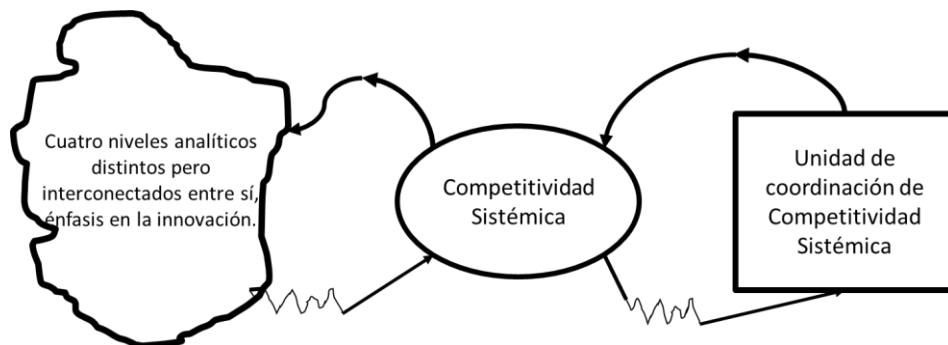 Cuatro niveles analíticos
distintos pero
interconectados entre sí,
énfasis en la innovación.
Competitividad
Sistémica
Unidad de
coordinación de
Competitividad
Sistémica